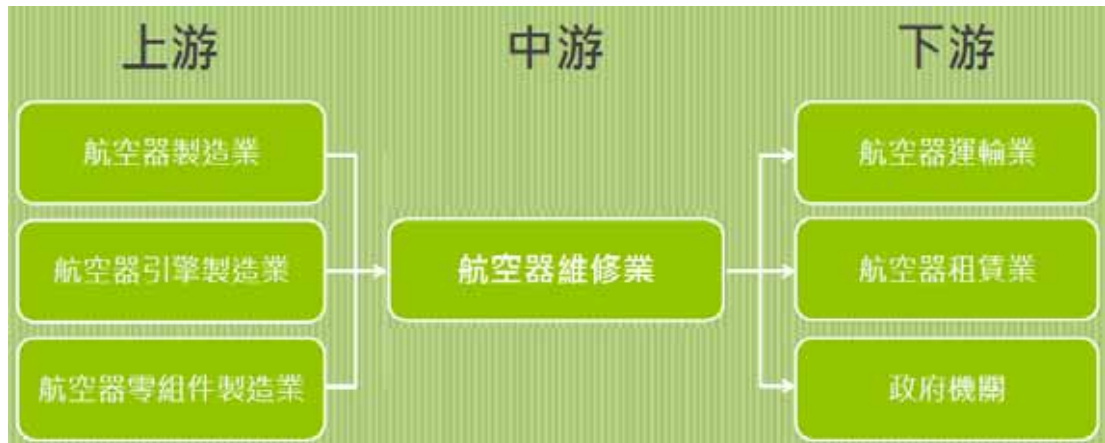 上游
中游
下游
航空器製造業
航空器引擎製造業
航空器零組件製造業
航空器維修業
航空器運輸業
航空器租賃業
政府機關